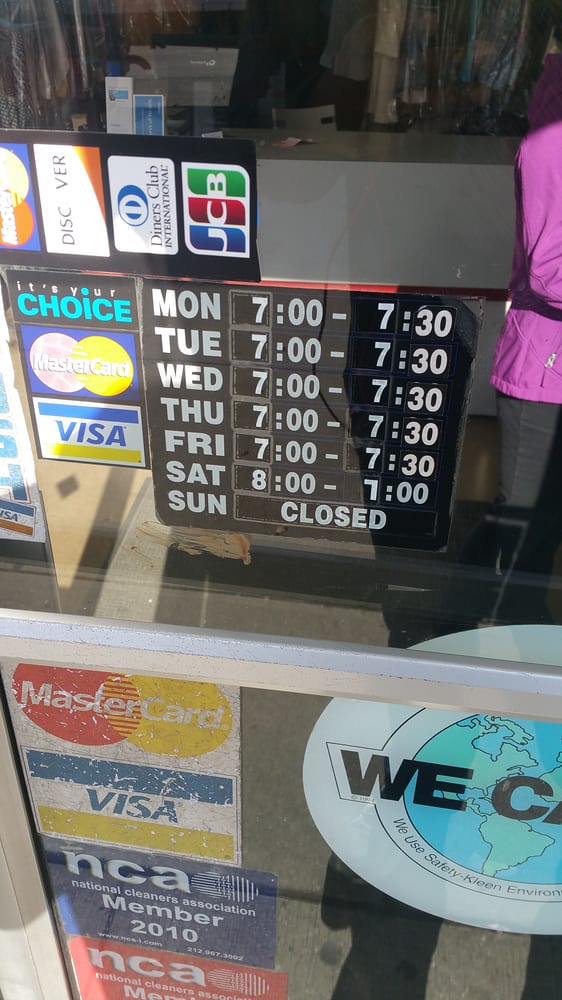 MasterCard
DISC VER
Diners Club
INTERNATIONAL
JCB
it's your
CHOICE
MasterCard
VISA
MON 7:00 - 7:30
TUE 7:00 - 7:30
WED 7:00 - 7:30
THU 7:00 - 7:30
FRI 7:00 - 7:30
SAT 8:00 - 1:00
SUN CLOSED
MasterCard
VISA
WE CA
We Use Safety-Kleen Environ
nca
national cleaners association
Member
2010
www.nca-i.com 212.967.3002
nca
national cleaners association
Mem